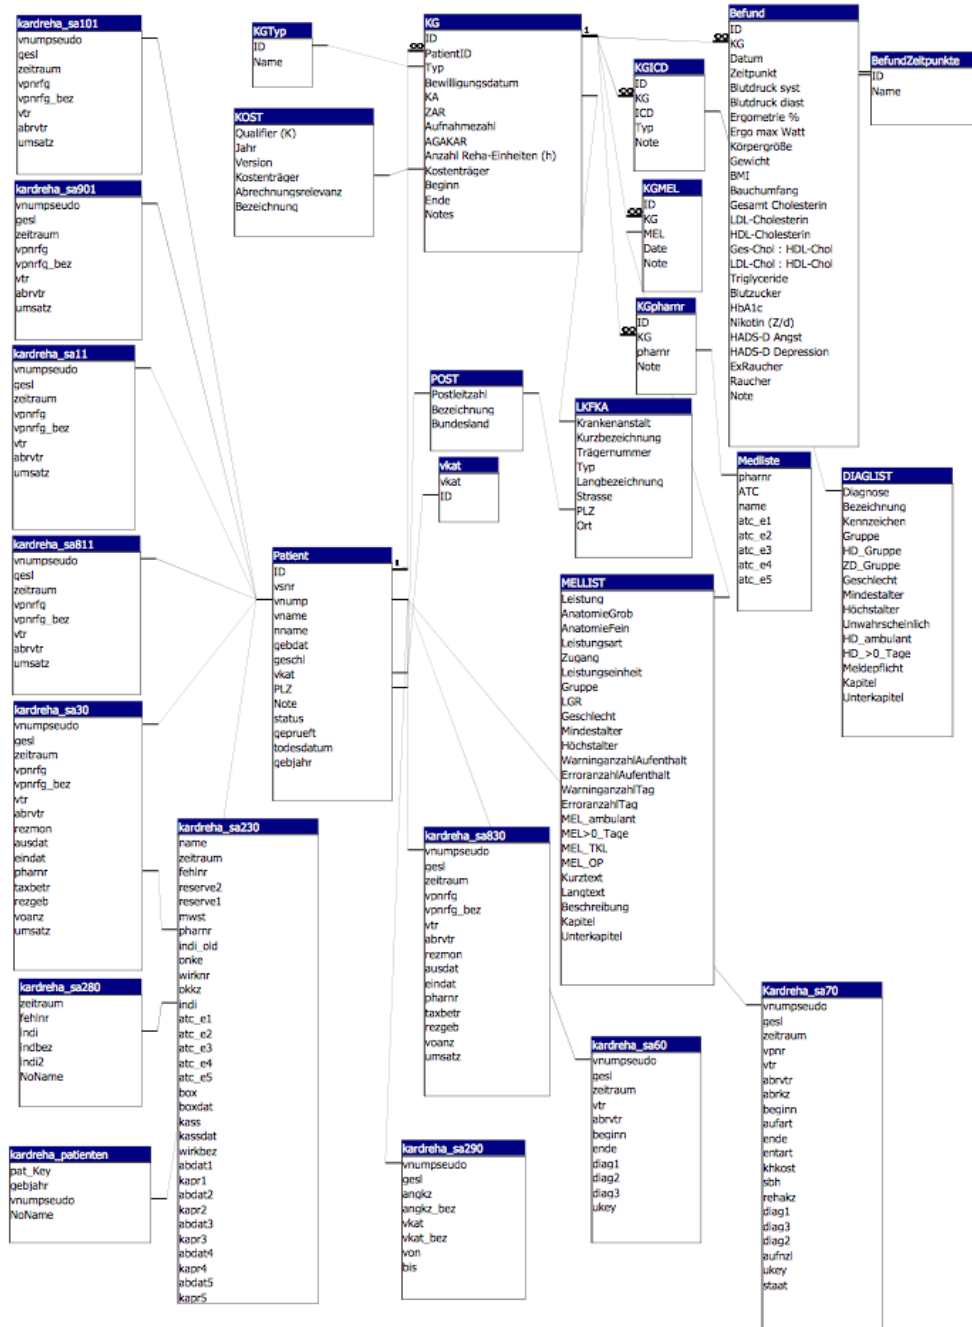 kardreha_sa101
vnumpseudo
gesl
zeitraum
vpnrfg
vpnrfg_bez
vtr
abrvtr
umsatz
KGTyp
ID
Name
KG
ID
PatientID
Typ
Bewilligungsdatum
KA
ZAR
Aufnahmezahl
AGAKAR
Anzahl Reha-Einheiten (h)
Kostenträger
Beginn
Ende
Notes
1
Befund
ID
KG
Datum
Zeitpunkt
Blutdruck syst
Blutdruck diast
Ergometrie %
Ergo max Watt
Körpergröße
Gewicht
BMI
Bauchumfang
Gesamt Cholesterin
LDL-Cholesterin
HDL-Cholesterin
Ges-Chol : HDL-Chol
LDL-Chol : HDL-Chol
Triglyceride
Blutzucker
HbA1c
Nikotin (Z/d)
HADS-D Angst
HADS-D Depression
ExRaucher
Raucher
Note
BefundZeitpunkte
ID
Name
KGICD
ID
KG
ICD
Typ
Note
KOST
Qualifier (K)
Jahr
Version
Kostenträger
Abrechnungsrelevanz
Bezeichnung
kardreha_sa901
vnumpseudo
gesl
zeitraum
vpnrfg
vpnrfg_bez
vtr
abrvtr
umsatz
KGMEL
ID
KG
MEL
Date
Note
KGpharnr
ID
KG
pharnr
Note
kardreha_sa11
vnumpseudo
gesl
zeitraum
vpnrfg
vpnrfg_bez
vtr
abrvtr
umsatz
POST
Postleitzahl
Bezeichnung
Bundesland
LKFKA
Krankenanstalt
Kurzbezeichnung
Trägernummer
Typ
Langbezeichnung
Strasse
PLZ
Ort
vkat
vkat
ID
Medliste
pharnr
ATC
name
atc_e1
atc_e2
atc_e3
atc_e4
atc_e5
DIAGLIST
Diagnose
Bezeichnung
Kennzeichen
Gruppe
HD_Gruppe
ZD_Gruppe
Geschlecht
Mindestalter
Höchstalter
Unwahrscheinlich
HD_ambulant
HD_>0_Tage
Meldepflicht
Kapitel
Unterkapitel
kardreha_sa811
vnumpseudo
gesl
zeitraum
vpnrfg
vpnrfg_bez
vtr
abrvtr
umsatz
Patient
ID
vsnr
vnump
vname
nname
gebdat
geschl
vkat
PLZ
Note
status
geprueft
todesdatum
gebjahr
1
MELLIST
Leistung
AnatomieGrob
AnatomieFein
Leistungsart
Zugang
Leistungseinheit
Gruppe
LGR
Geschlecht
Mindestalter
Höchstalter
WarninganzahlAufenthalt
ErroranzahlAufenthalt
WarninganzahlTag
ErroranzahlTag
MEL_ambulant
MEL>0_Tage
MEL_TKL
MEL_OP
Kurztext
Langtext
Beschreibung
Kapitel
Unterkapitel
kardreha_sa30
vnumpseudo
gesl
zeitraum
vpnrfg
vpnrfg_bez
vtr
abrvtr
rezmon
ausdat
eindat
pharnr
taxbetr
rezgeb
voanz
umsatz
kardreha_sa230
name
zeitraum
fehlnr
reserve2
reserve1
mwst
pharnr
indi_old
onke
wirknr
okkz
indi
atc_e1
atc_e2
atc_e3
atc_e4
atc_e5
box
boxdat
kass
kassdat
wirkbez
abdat1
kapr1
abdat2
kapr2
abdat3
kapr3
abdat4
kapr4
abdat5
kapr5
kardreha_sa830
vnumpseudo
gesl
zeitraum
vpnrfg
vpnrfg_bez
vtr
abrvtr
rezmon
ausdat
eindat
pharnr
taxbetr
rezgeb
voanz
umsatz
kardreha_sa280
zeitraum
fehlnr
Indi
Indbez
Indi2
NoName
Kardreha_sa70
vnumpseudo
gesl
zeitraum
vpnr
vtr
abrvtr
abrkz
beginn
aufart
ende
entart
khkost
sbh
rehakz
diag1
diag3
diag2
aufnzl
ukey
staat
kardreha_sa60
vnumpseudo
gesl
zeitraum
vtr
abrvtr
beginn
ende
diag1
diag2
diag3
ukey
kardreha_patienten
pat_Key
gebjahr
vnumpseudo
NoName
kardreha_sa290
vnumpseudo
gesl
angkz
angkz_bez
vkat
vkat_bez
von
bis